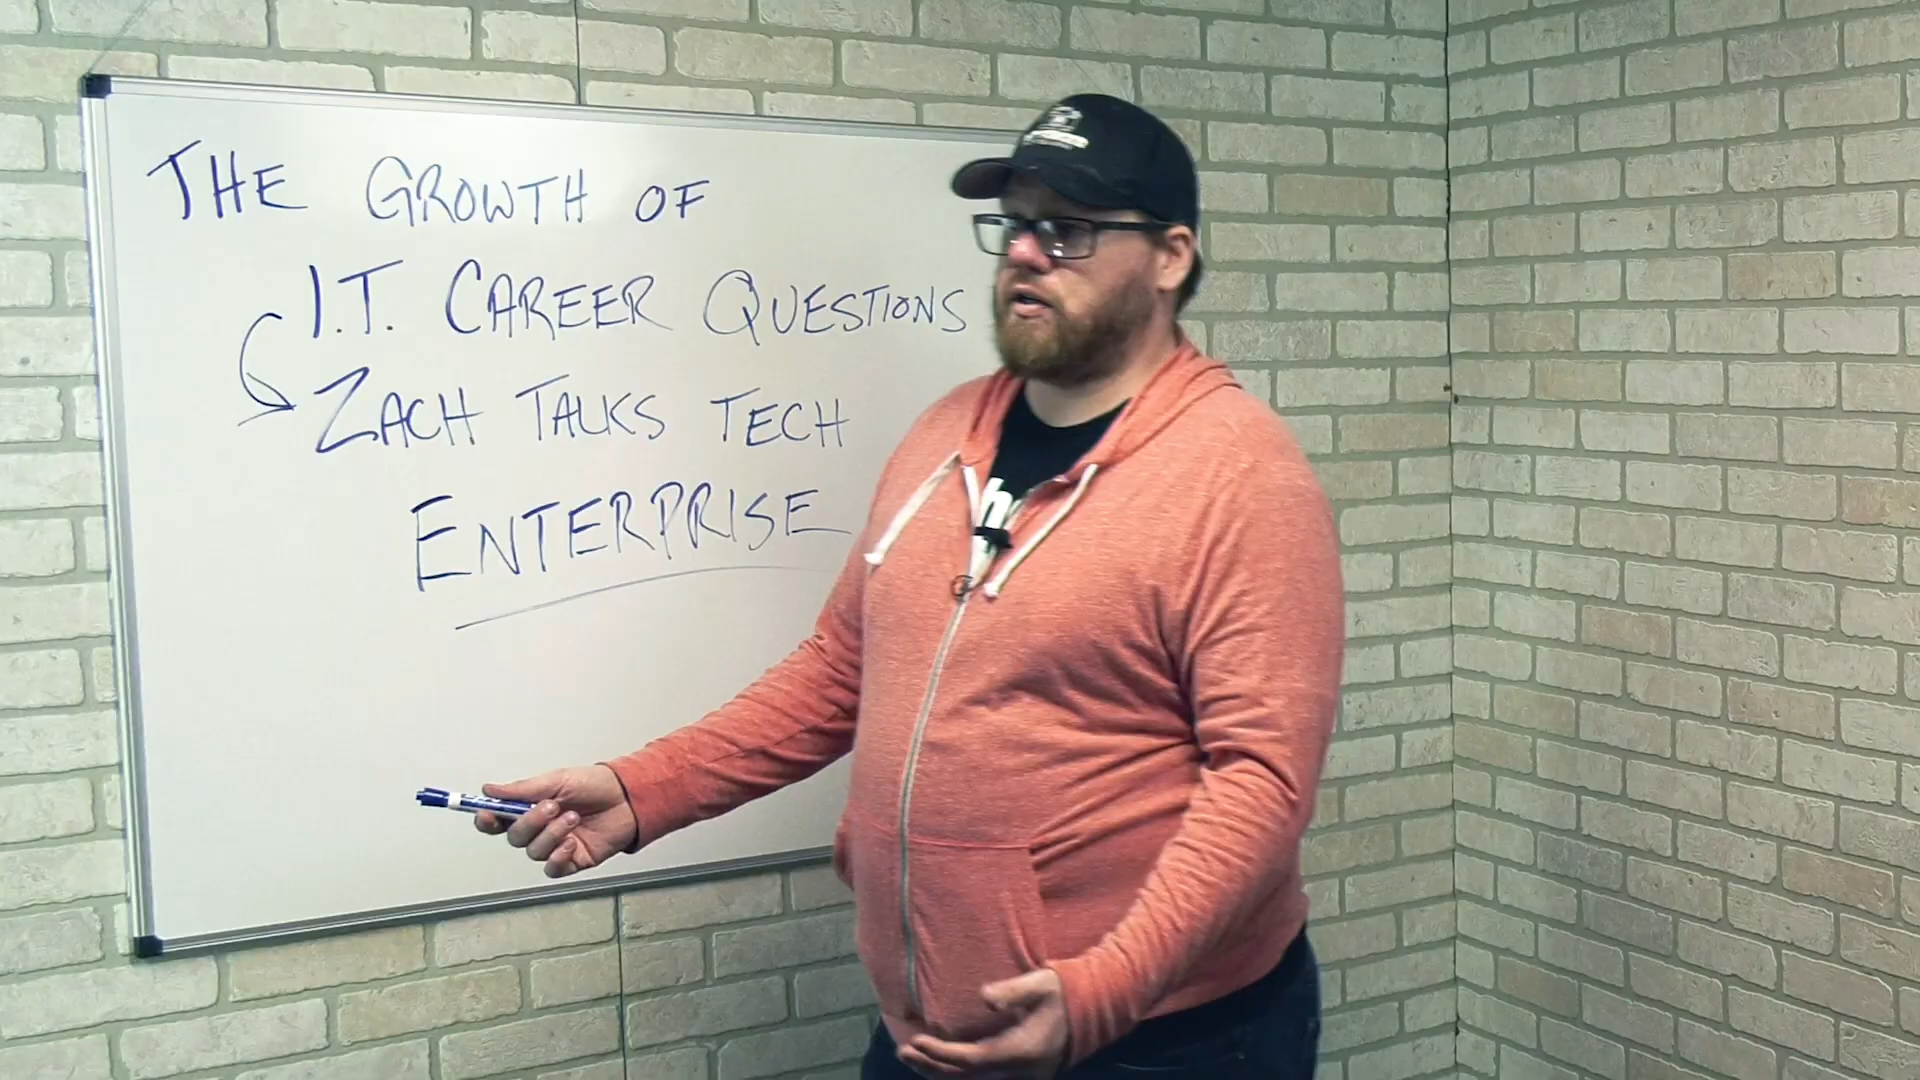 THE GROWTH OF
I.T. CAREER QUESTIONS
ZACH TALKS TECH
ENTERPRISE
h